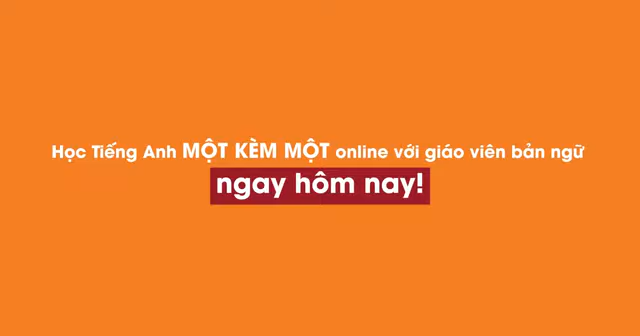 Học Tiếng Anh MỘT KÈM MỘT online với giáo viên bản ngữ
ngay hôm nay!